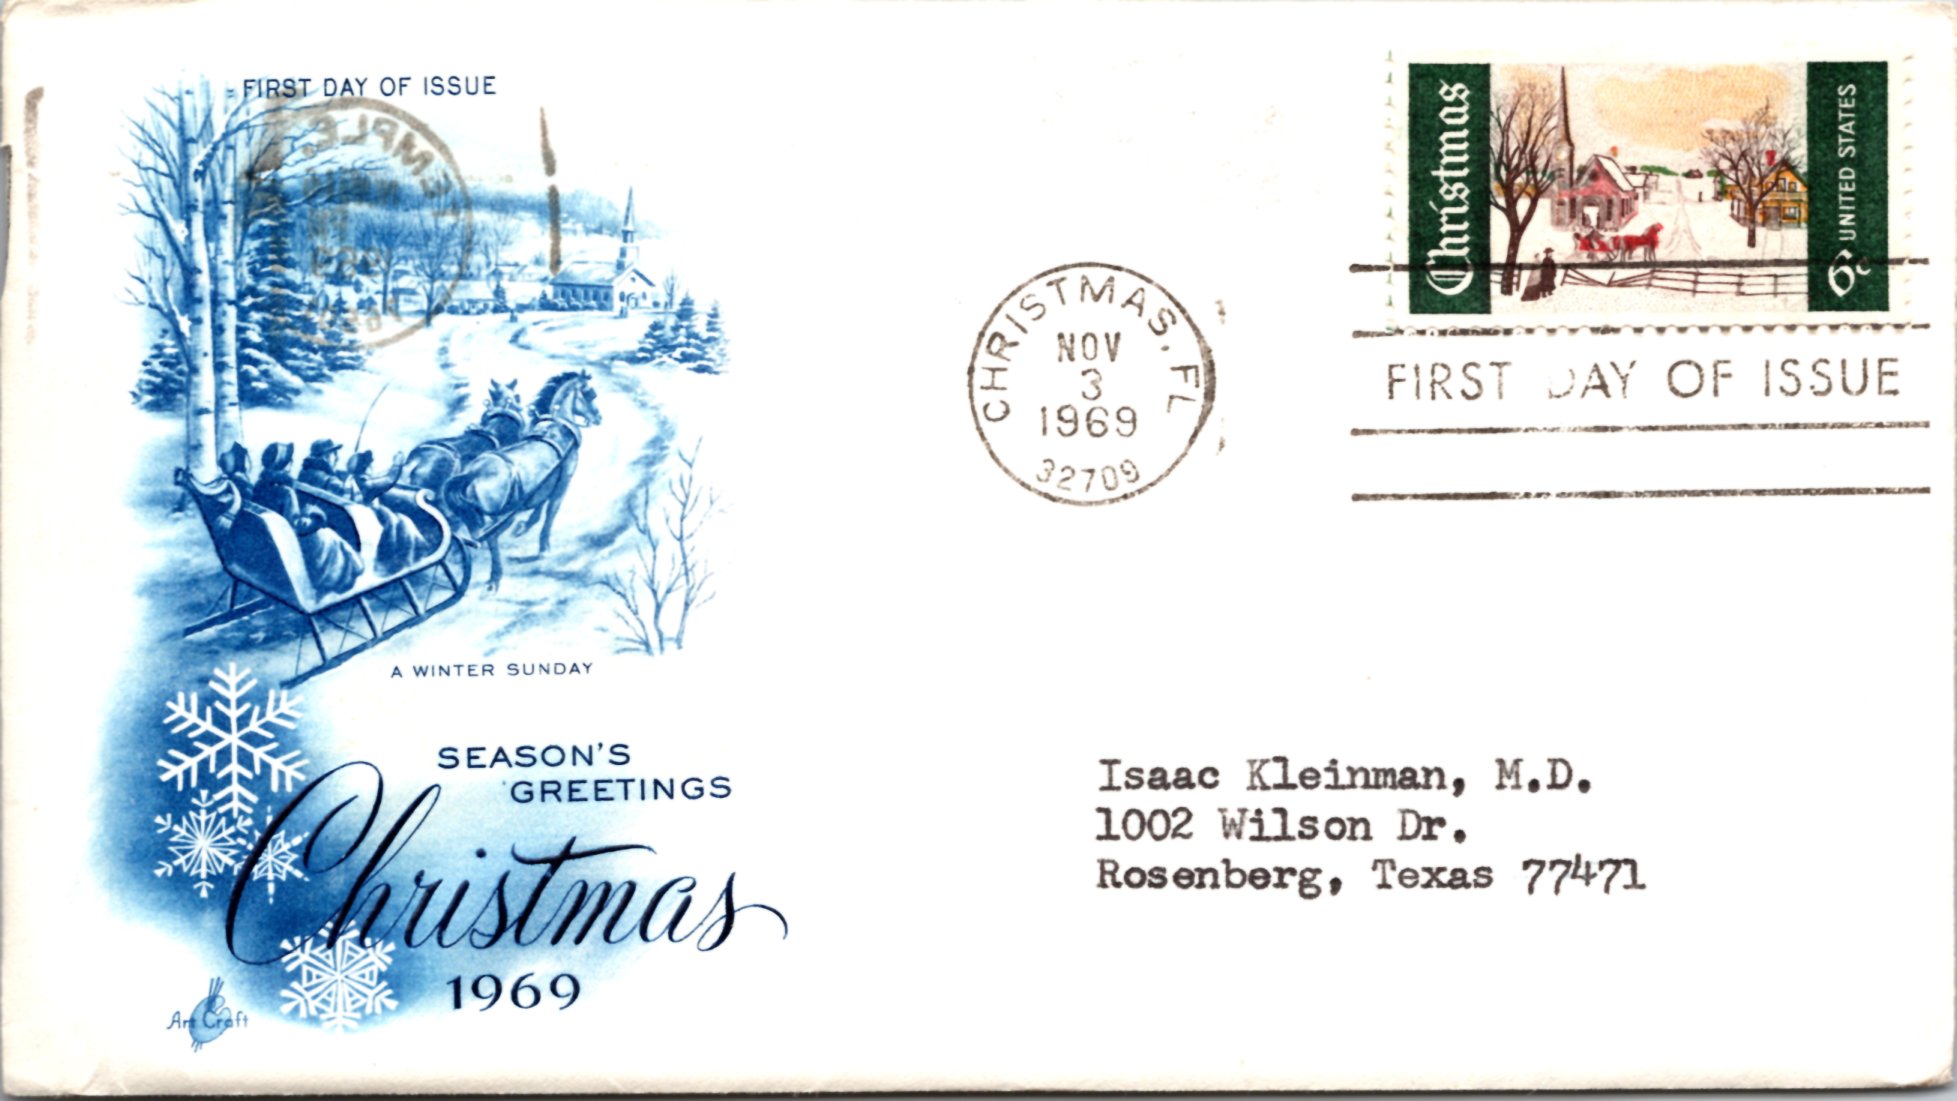 FIRST DAY OF ISSUE
A WINTER SUNDAY
SEASON'S
GREETINGS
Christmas
1969
Art Craft
CHRISTMAS, FL
NOV
3
1969
32709
Christmas
6c UNITED STATES
FIRST DAY OF ISSUE
Isaac Kleinman, M.D.
1002 Wilson Dr.
Rosenberg, Texas 77471